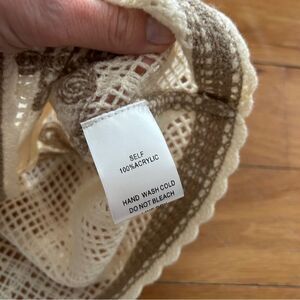 SELF
100%ACRYLIC
HAND WASH COLD
DO NOT BLEACH